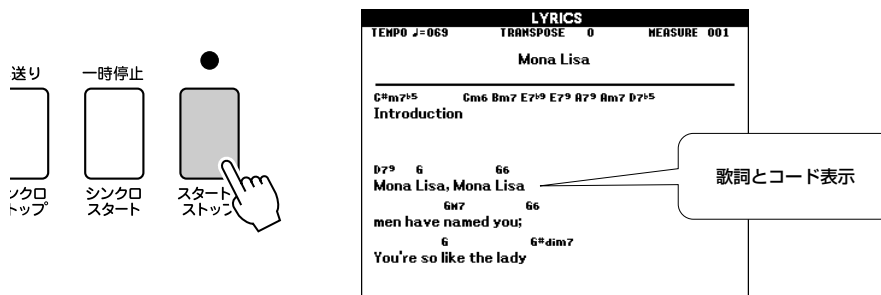 送り
一時停止
ンクロ
トップ
シンクロ
スタート
スタート/
ストップ
LYRICS
TEMPO ♩=069 TRANSPOSE 0 MEASURE 001
Mona Lisa
C#m7♭5 Cm6 Bm7 E7♭9 E79 A79 Am7 D7♭5
Introduction
D79 G G6
Mona Lisa, Mona Lisa
GM7 G6
men have named you;
G G#dim7
You're so like the lady
歌詞とコード表示